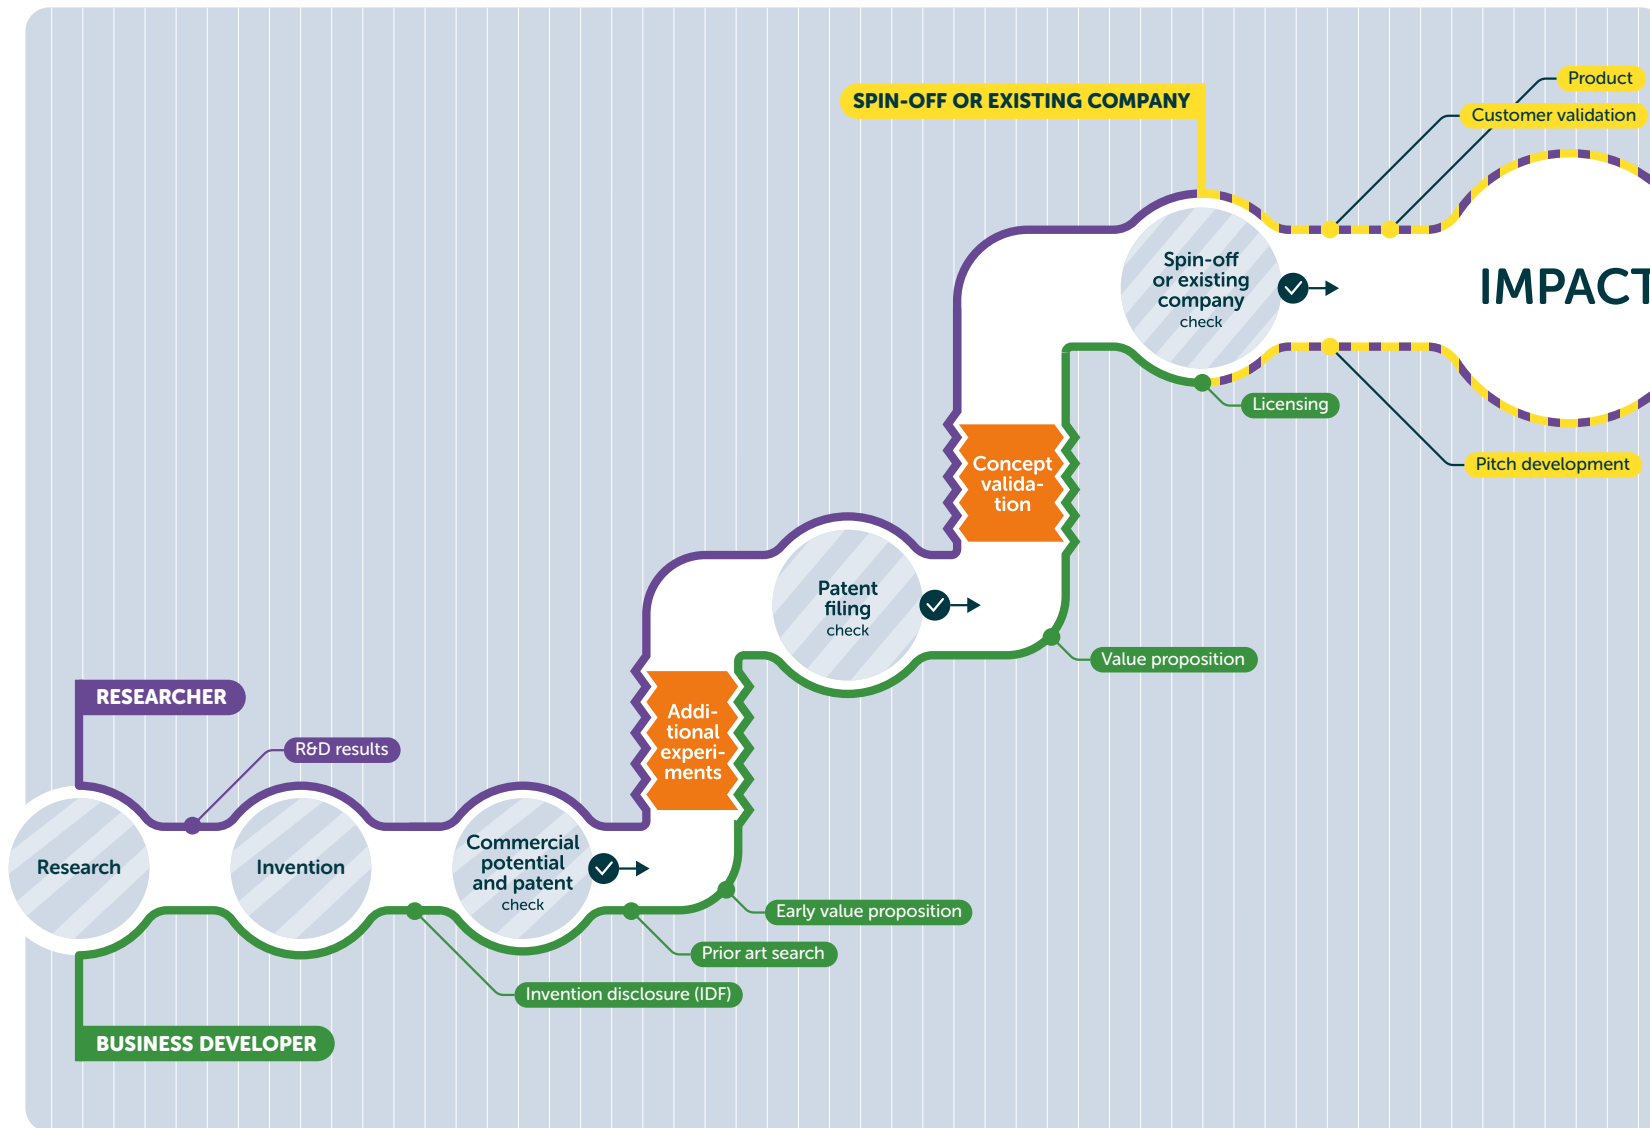 Product
SPIN-OFF OR EXISTING COMPANY
Customer validation
Spin-off
or existing
company
check
IMPACT
Licensing
Pitch development
Concept
valida-
tion
Patent
filing
check
Value proposition
RESEARCHER
R&D results
Addi-
tional
experi-
ments
Research
Invention
Commercial
potential
and patent
check
Early value proposition
Prior art search
Invention disclosure (IDF)
BUSINESS DEVELOPER